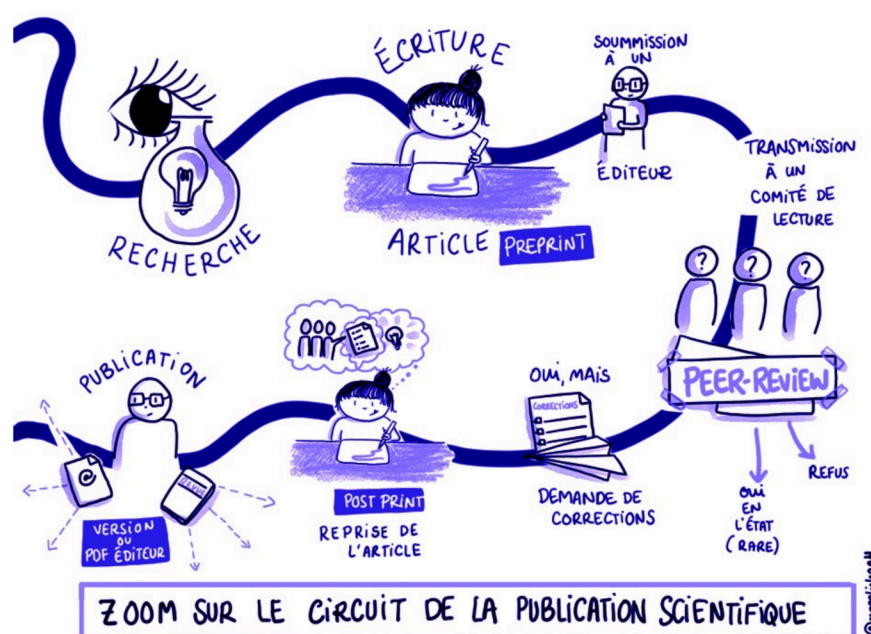 RECHERCHE
ÉCRITURE
ARTICLE PREPRINT
SOUMMISSION
À UN
ÉDITEUR
TRANSMISSION
À UN
COMITÉ DE
LECTURE
?
?
?
PEER-REVIEW
REFUS
OUI
EN
L'ÉTAT
(RARE)
OUI, MAIS
CORRECTIONS
DEMANDE DE
CORRECTIONS
POST PRINT
REPRISE DE
L'ARTICLE
PUBLICATION
@
REVUE
VERSION
OU
PDF ÉDITEUR
ZOOM SUR LE CIRCUIT DE LA PUBLICATION SCIENTIFIQUE